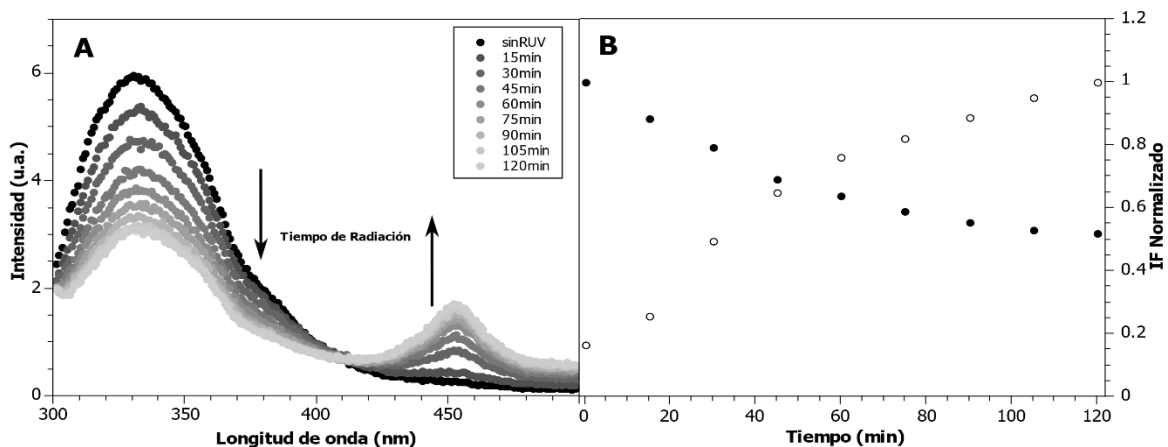 A
6
4
2
0
Intensidad (u.a.)
300
350
400
450
Longitud de onda (nm)
Tiempo de Radiación
sinRUV
15min
30min
45min
60min
75min
90min
105min
120min
B
0
20
40
60
80
100
120
Tiempo (min)
1.2
1
0.8
0.6
0.4
0.2
0
IF Normalizado